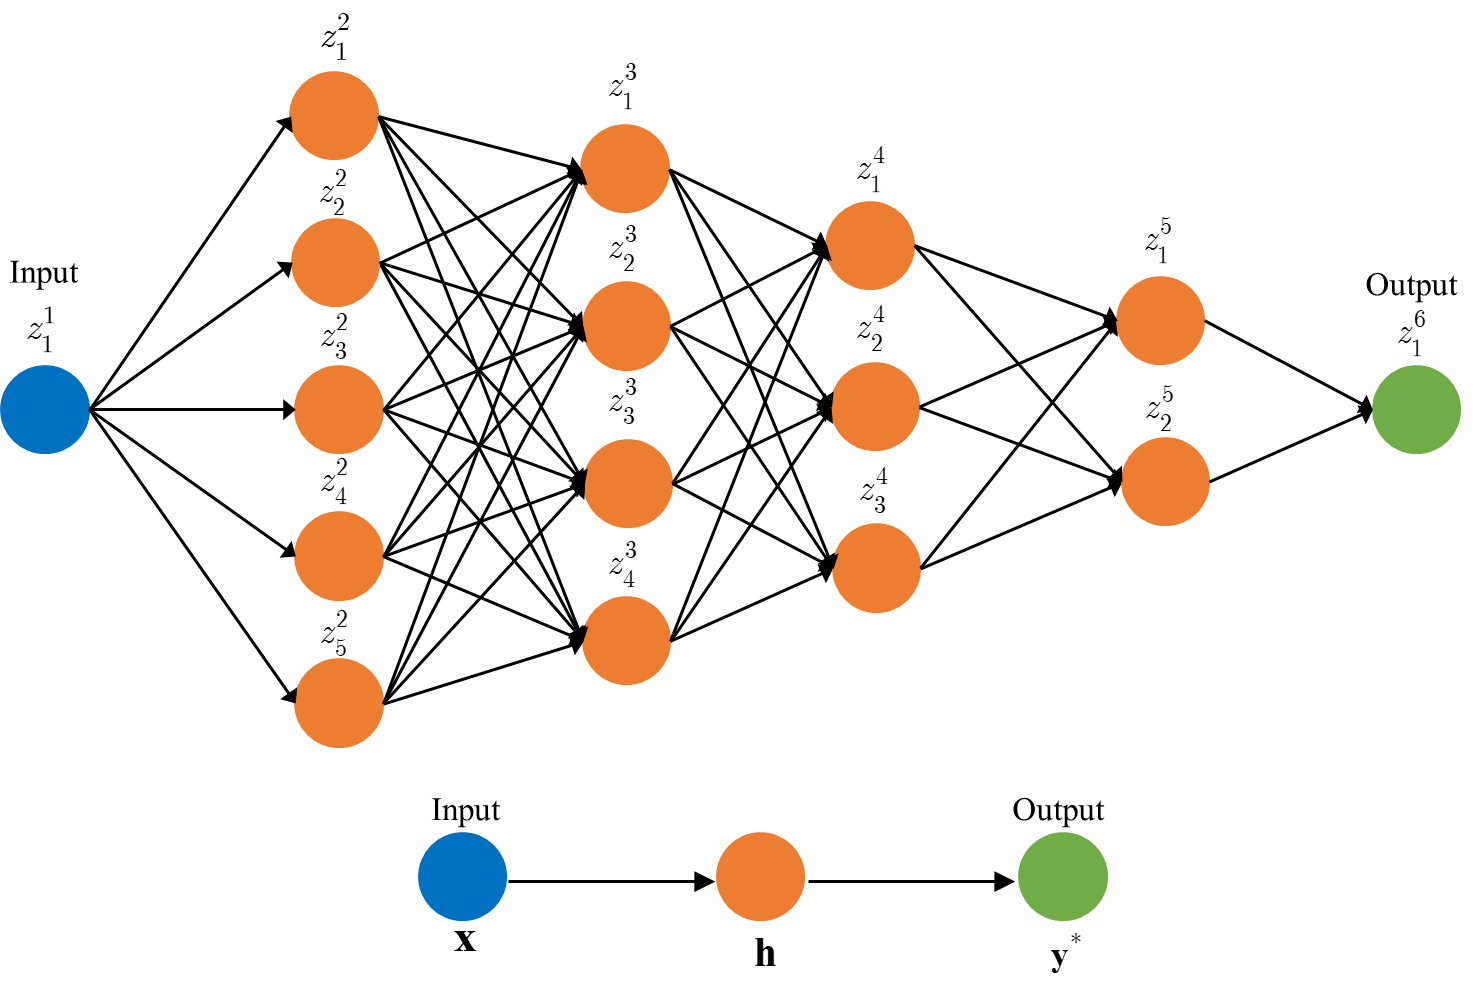 Input
z_1^1
z_1^2
z_2^2
z_3^2
z_4^2
z_5^2
z_1^3
z_2^3
z_3^3
z_4^3
z_1^4
z_2^4
z_3^4
z_1^5
z_2^5
Output
z_1^6
Input
x
h
Output
y^*